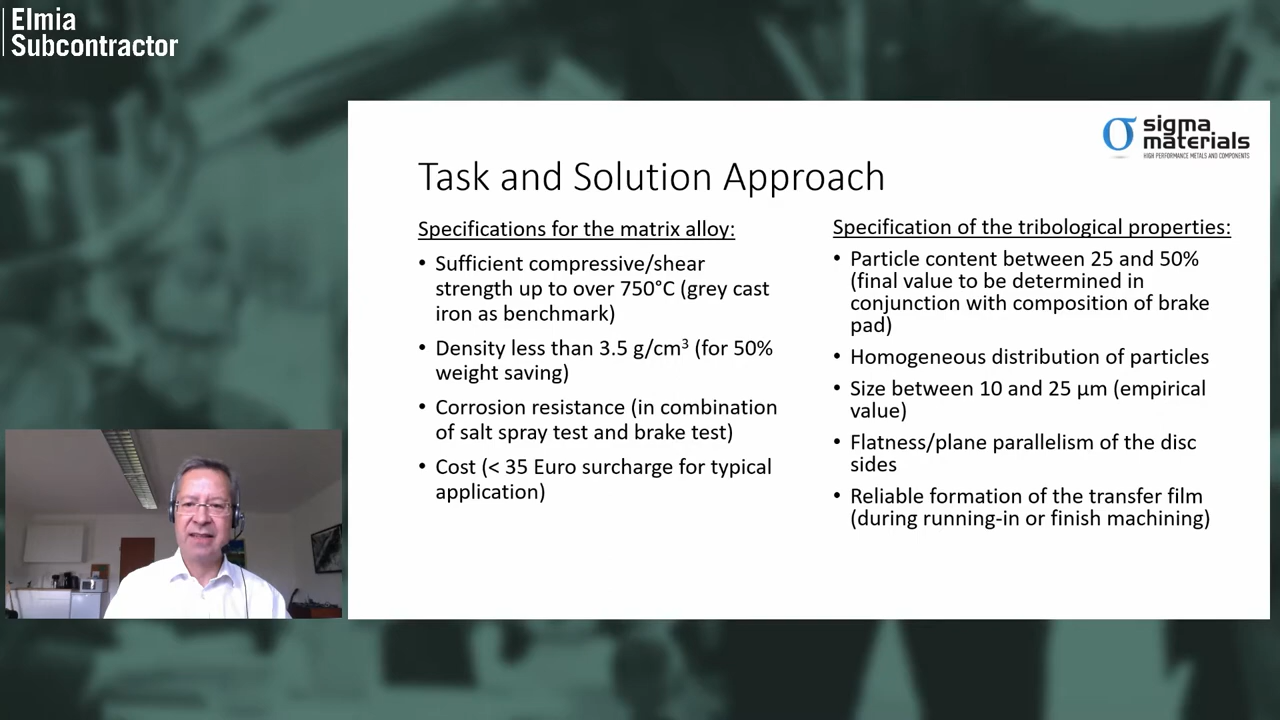 Elmia
Subcontractor
σ sigma
materials
HIGH PERFORMANCE METALS AND COMPONENTS
Task and Solution Approach
Specifications for the matrix alloy:
• Sufficient compressive/shear
strength up to over 750°C (grey cast
iron as benchmark)
• Density less than 3.5 g/cm³ (for 50%
weight saving)
• Corrosion resistance (in combination
of salt spray test and brake test)
• Cost (< 35 Euro surcharge for typical
application)
Specification of the tribological properties:
• Particle content between 25 and 50%
(final value to be determined in
conjunction with composition of brake
pad)
• Homogeneous distribution of particles
• Size between 10 and 25 µm (empirical
value)
• Flatness/plane parallelism of the disc
sides
• Reliable formation of the transfer film
(during running-in or finish machining)